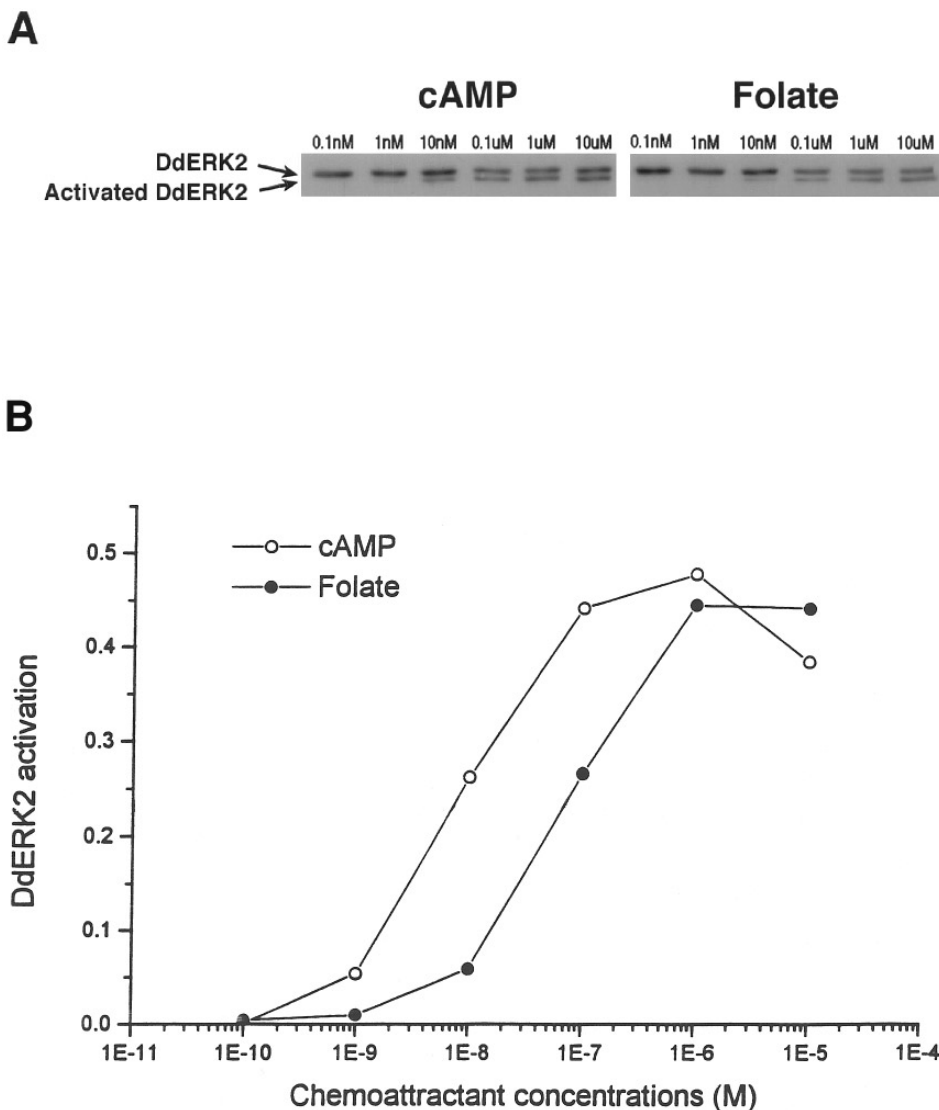 A
cAMP Folate
0.1nM 1nM 10nM 0.1uM 1uM 10uM 0.1nM 1nM 10nM 0.1uM 1uM 10uM
DdERK2
Activated DdERK2
B
cAMP
Folate
0.5
0.4
0.3
0.2
0.1
0.0
DdERK2 activation
1E-11 1E-10 1E-9 1E-8 1E-7 1E-6 1E-5 1E-4
Chemoattractant concentrations (M)